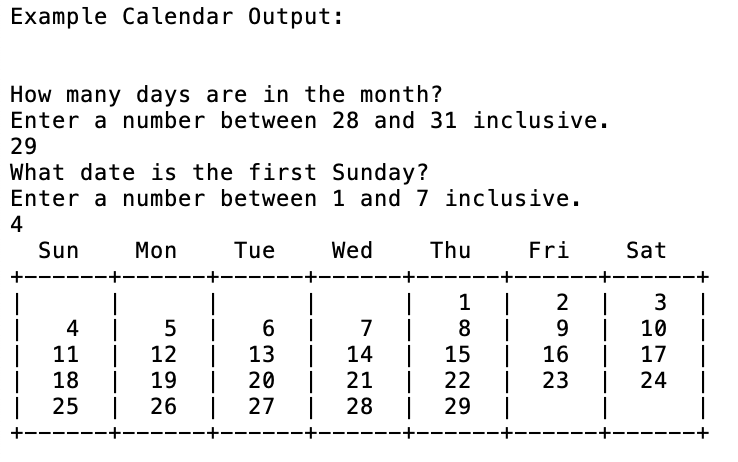 Example Calendar Output:
How many days are in the month?
Enter a number between 28 and 31 inclusive.
29
What date is the first Sunday?
Enter a number between 1 and 7 inclusive.
4
  Sun    Mon    Tue    Wed    Thu    Fri    Sat
+------+------+------+------+------+------+------+
|      |      |      |      |   1  |   2  |   3  |
|   4  |   5  |   6  |   7  |   8  |   9  |  10  |
|  11  |  12  |  13  |  14  |  15  |  16  |  17  |
|  18  |  19  |  20  |  21  |  22  |  23  |  24  |
|  25  |  26  |  27  |  28  |  29  |      |      |
+------+------+------+------+------+------+------+